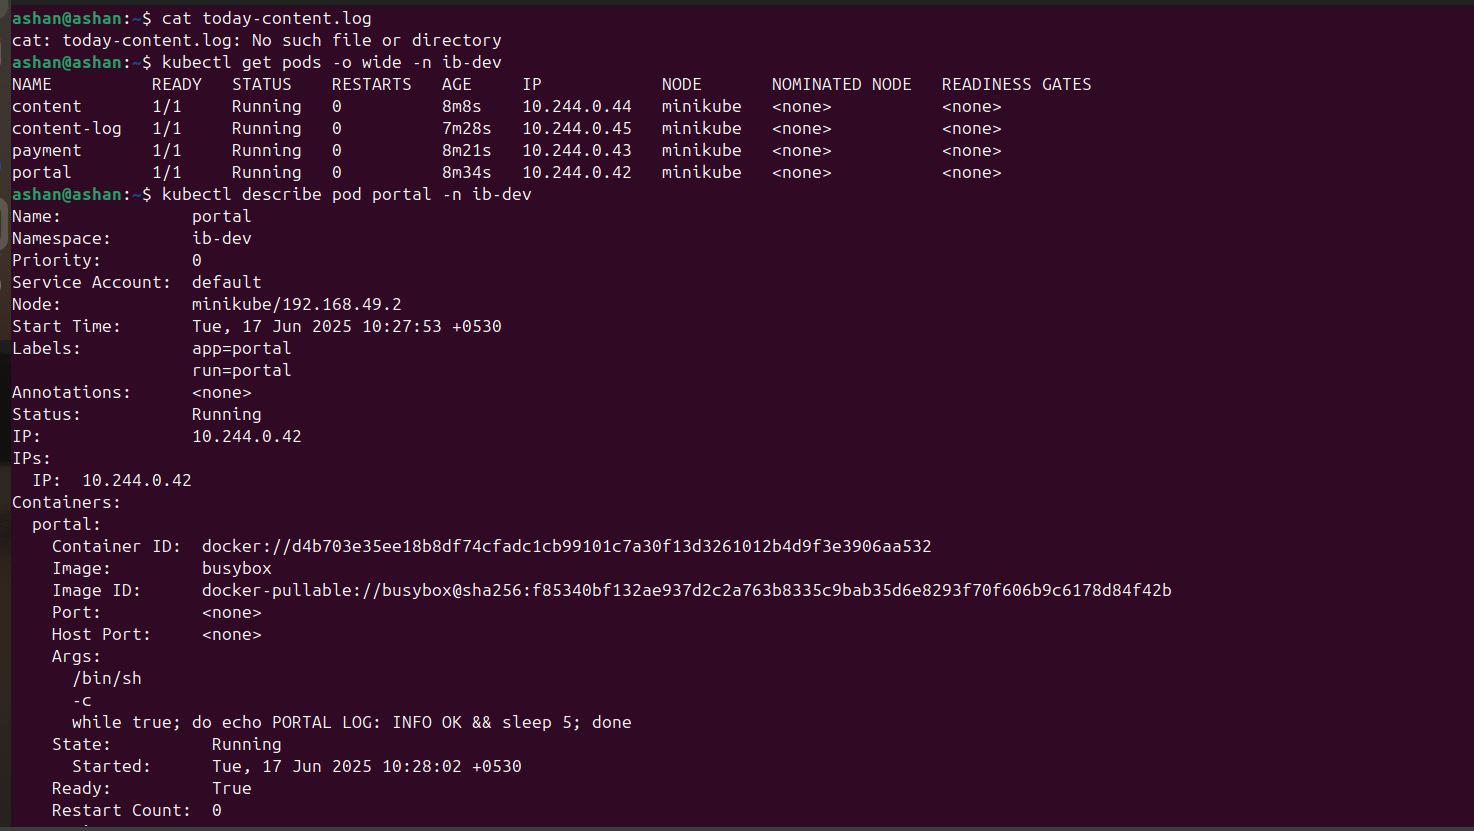 ashan@ashan:~$ cat today-content.log
cat: today-content.log: No such file or directory
ashan@ashan:~$ kubectl get pods -o wide -n ib-dev
NAME          READY   STATUS    RESTARTS   AGE     IP            NODE       NOMINATED NODE   READINESS GATES
content       1/1     Running   0          8m8s    10.244.0.44   minikube   <none>           <none>
content-log   1/1     Running   0          7m28s   10.244.0.45   minikube   <none>           <none>
payment       1/1     Running   0          8m21s   10.244.0.43   minikube   <none>           <none>
portal        1/1     Running   0          8m34s   10.244.0.42   minikube   <none>           <none>
ashan@ashan:~$ kubectl describe pod portal -n ib-dev
Name:             portal
Namespace:        ib-dev
Priority:         0
Service Account:  default
Node:             minikube/192.168.49.2
Start Time:       Tue, 17 Jun 2025 10:27:53 +0530
Labels:           app=portal
                  run=portal
Annotations:      <none>
Status:           Running
IP:               10.244.0.42
IPs:
  IP:  10.244.0.42
Containers:
  portal:
    Container ID:  docker://d4b703e35ee18b8df74cfadc1cb99101c7a30f13d3261012b4d9f3e3906aa532
    Image:         busybox
    Image ID:      docker-pullable://busybox@sha256:f85340bf132ae937d2c2a763b8335c9bab35d6e8293f70f606b9c6178d84f42b
    Port:          <none>
    Host Port:     <none>
    Args:
      /bin/sh
      -c
      while true; do echo PORTAL LOG: INFO OK && sleep 5; done
    State:          Running
      Started:      Tue, 17 Jun 2025 10:28:02 +0530
    Ready:          True
    Restart Count:  0